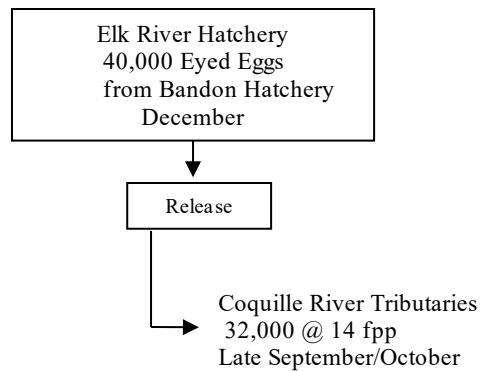 Elk River Hatchery
40,000 Eyed Eggs
from Bandon Hatchery
December
Release
Coquille River Tributaries
32,000 @ 14 fpp
Late September/October